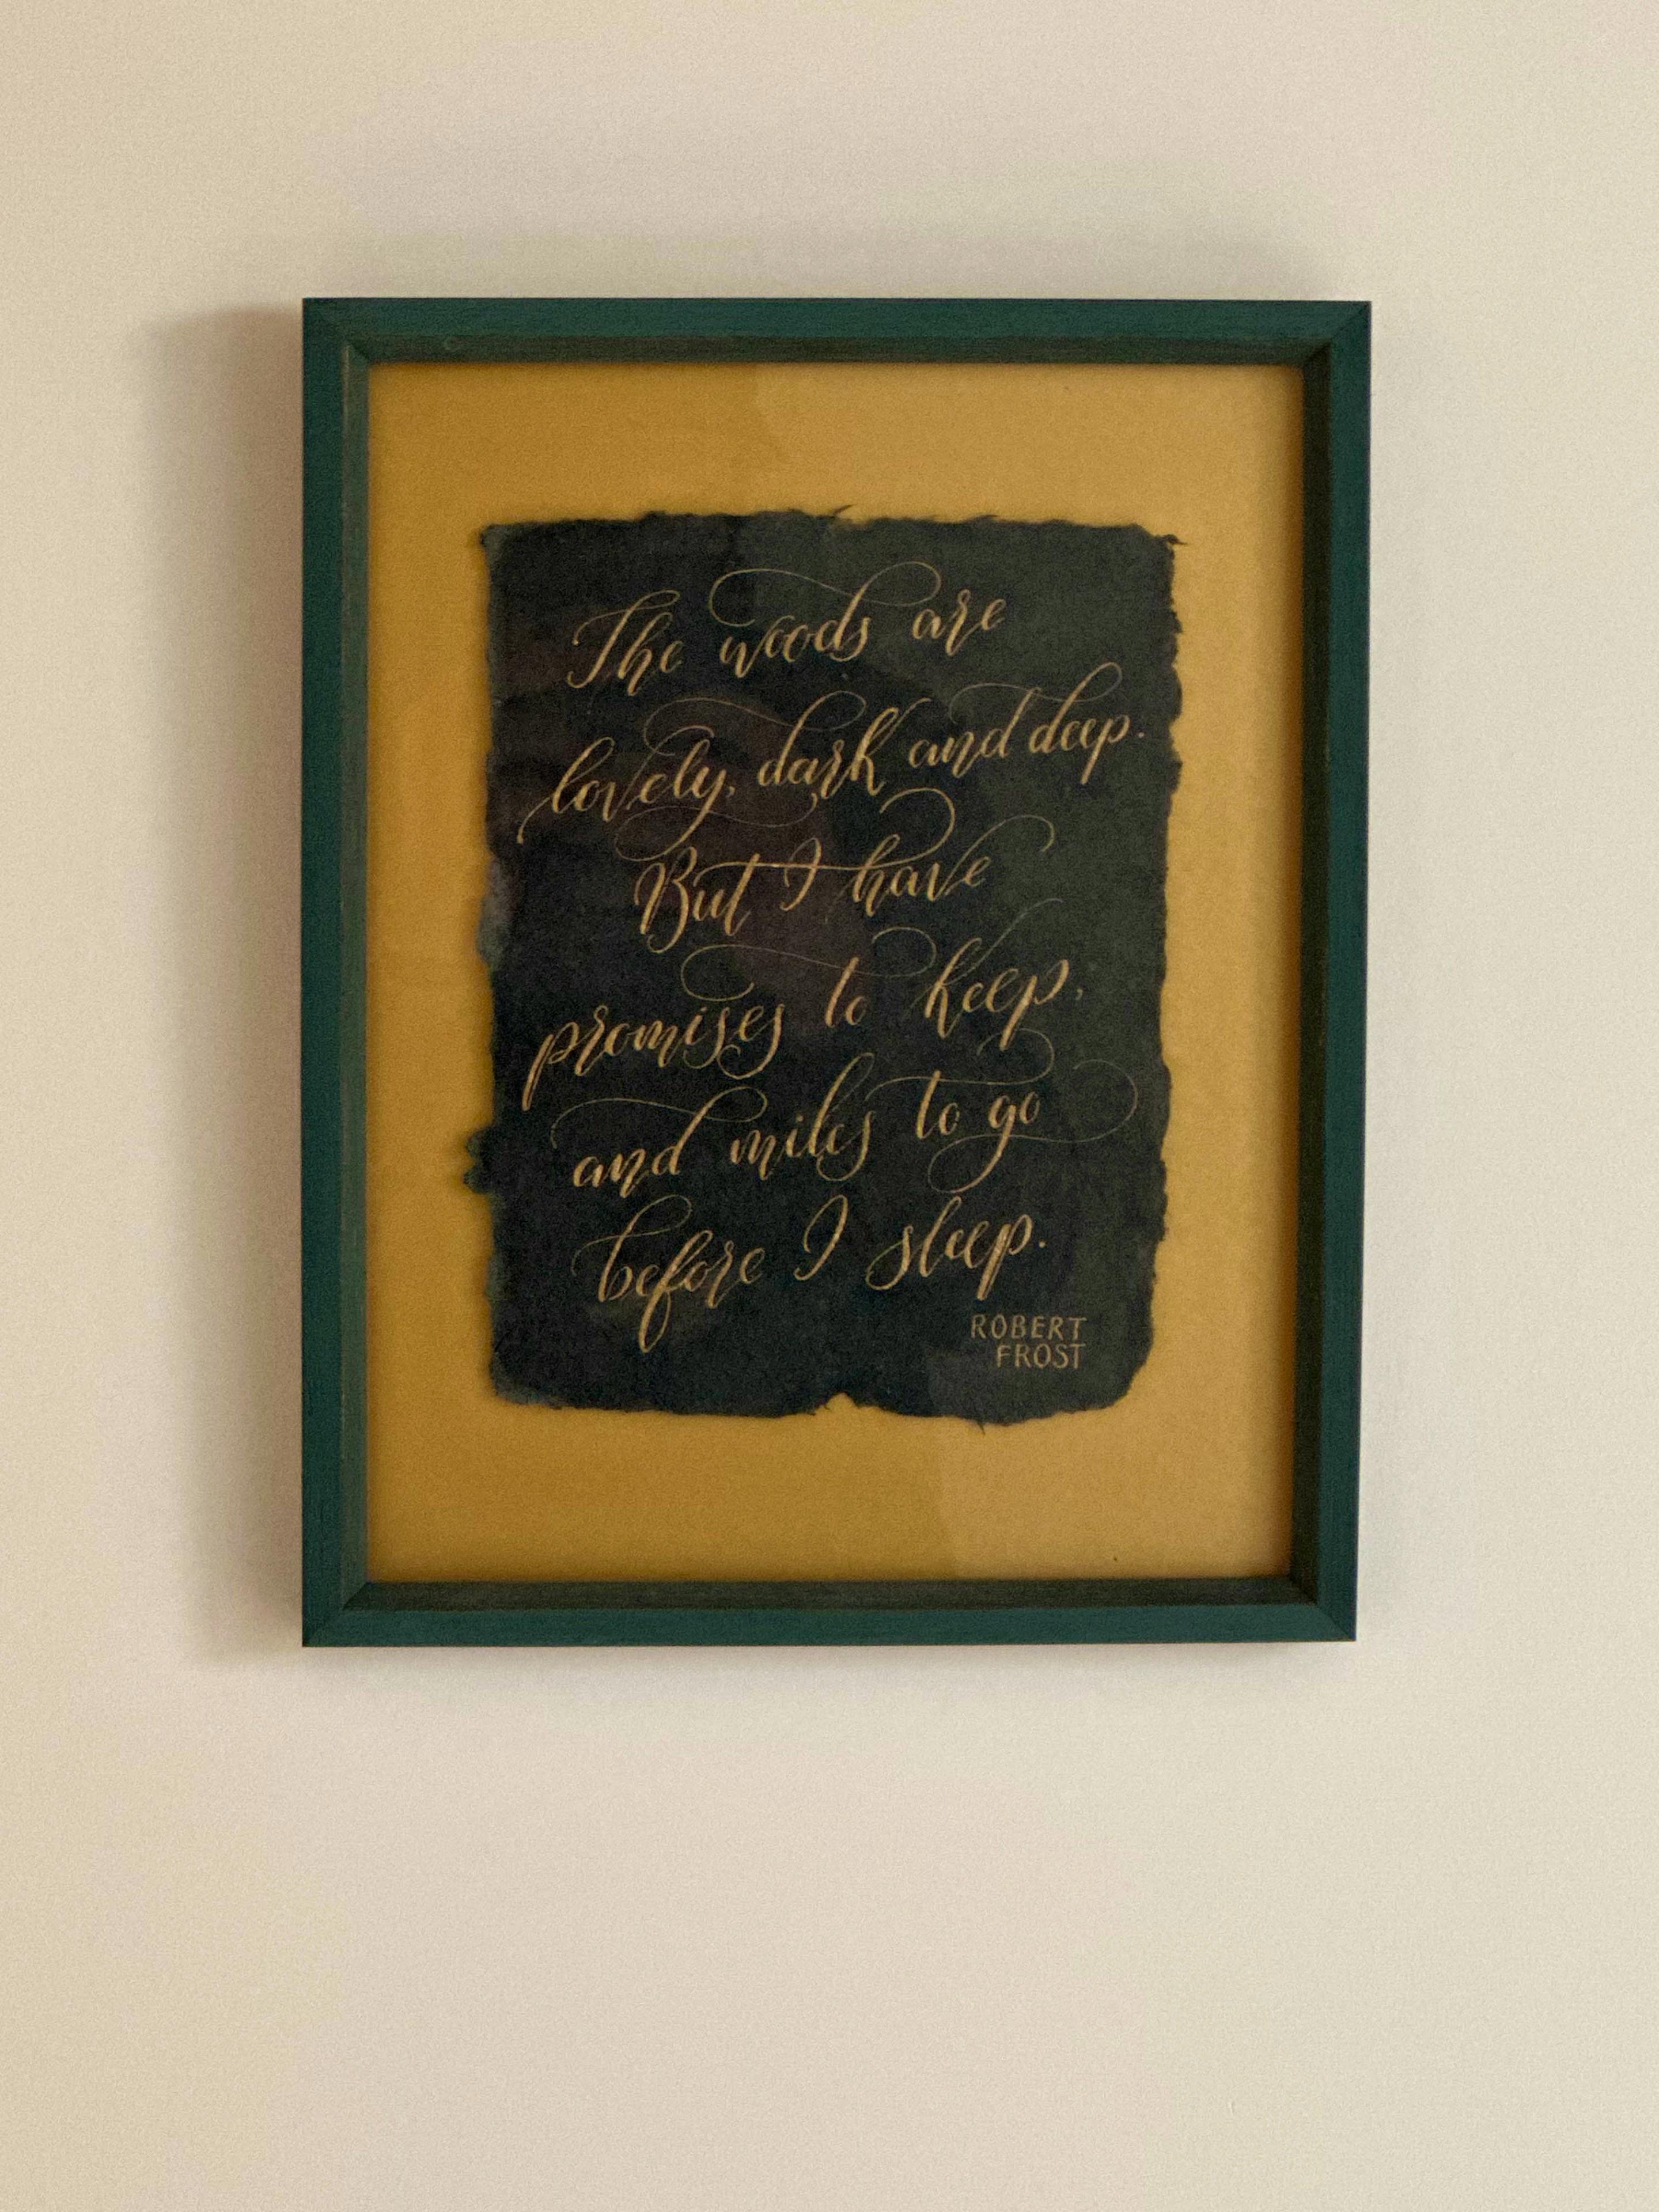 The woods are
lovely, dark and deep.
But I have
promises to keep,
and miles to go
before I sleep.
ROBERT
FROST